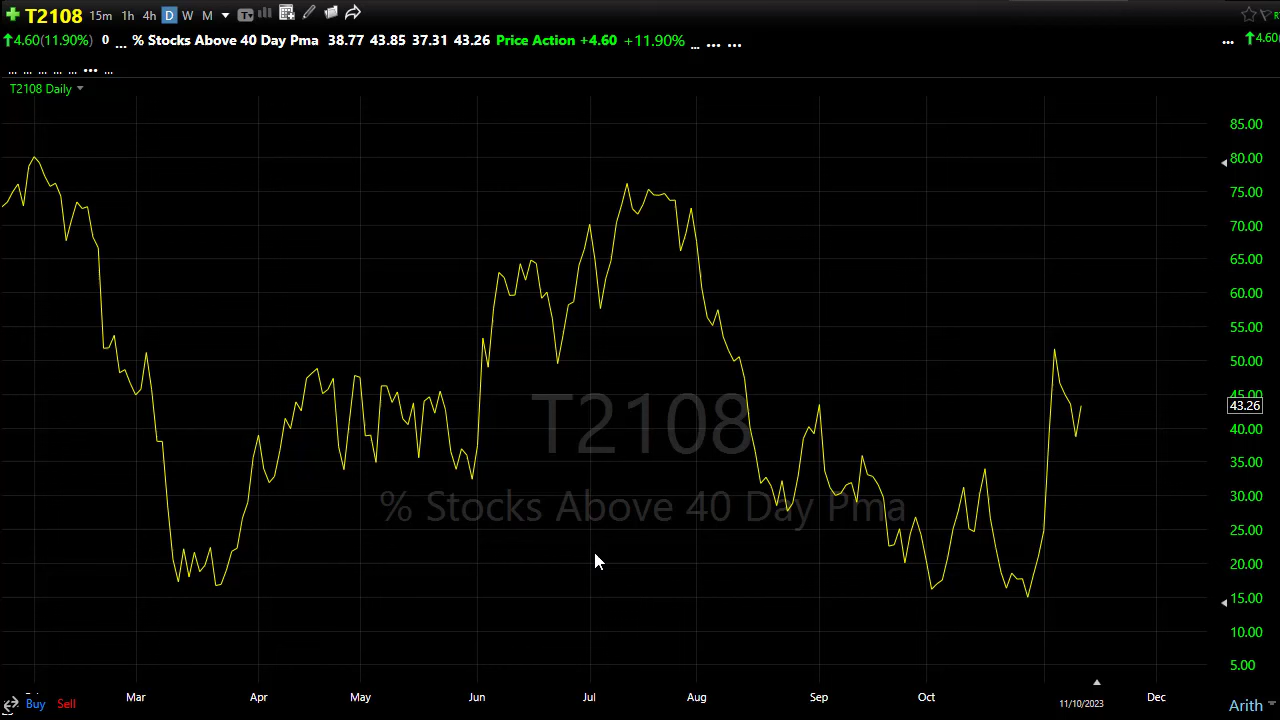 T2108 15m 1h 4h D W M
4.60(11.90%) 0 ... % Stocks Above 40 Day Pma 38.77 43.85 37.31 43.26 Price Action +4.60 +11.90% ... ... ... ... 4.60(
... ... ... ... ... ... ...
T2108 Daily
85.00
80.00
75.00
70.00
65.00
60.00
55.00
50.00
45.00
43.26
40.00
35.00
30.00
25.00
20.00
15.00
10.00
5.00
T2108
% Stocks Above 40 Day Pma
Mar Apr May Jun Jul Aug Sep Oct 11/10/2023 Dec
Buy Sell Arith